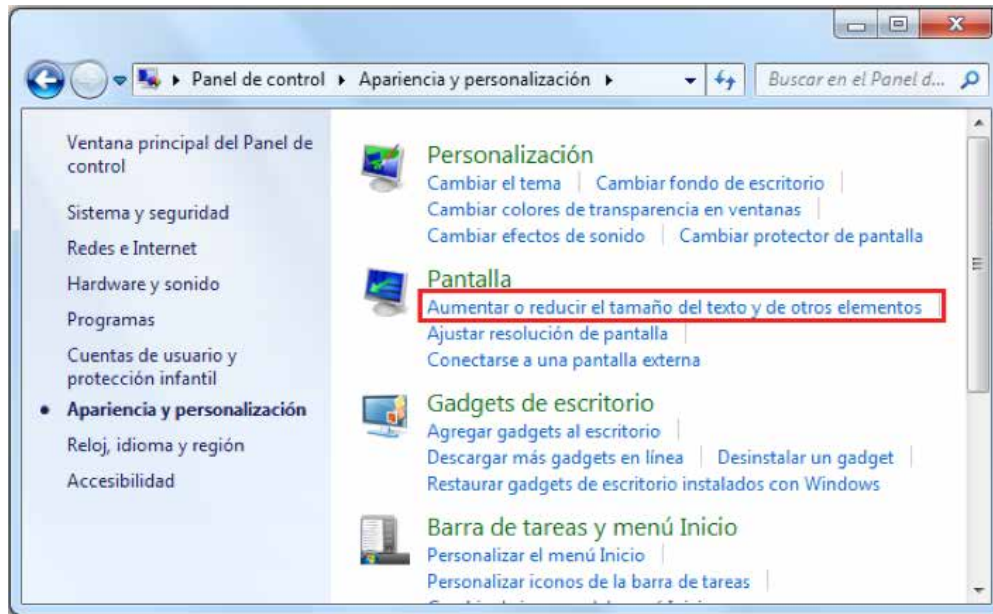 Panel de control
Apariencia y personalización
Buscar en el Panel d...
Ventana principal del Panel de
control
Sistema y seguridad
Redes e Internet
Hardware y sonido
Programas
Cuentas de usuario y
protección infantil
Apariencia y personalización
Reloj, idioma y región
Accesibilidad
Personalización
Cambiar el tema | Cambiar fondo de escritorio
Cambiar colores de transparencia en ventanas
Cambiar efectos de sonido | Cambiar protector de pantalla
Pantalla
Aumentar o reducir el tamaño del texto y de otros elementos
Ajustar resolución de pantalla
Conectarse a una pantalla externa
Gadgets de escritorio
Agregar gadgets al escritorio
Descargar más gadgets en línea | Desinstalar un gadget
Restaurar gadgets de escritorio instalados con Windows
Barra de tareas y menú Inicio
Personalizar el menú Inicio
Personalizar iconos de la barra de tareas